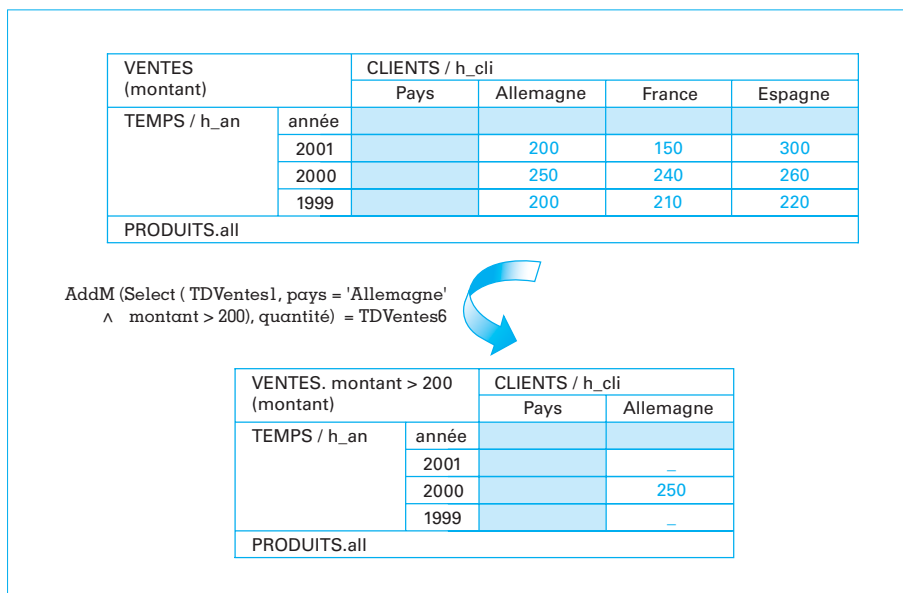 VENTES CLIENTS / h_cli
(montant) Pays Allemagne France Espagne
TEMPS / h_an année
2001 200 150 300
2000 250 240 260
1999 200 210 220
PRODUITS.all
AddM (Select ( TDVentes1, pays = 'Allemagne'
∧ montant > 200), quantité) = TDVentes6
VENTES. montant > 200 CLIENTS / h_cli
(montant) Pays Allemagne
TEMPS / h_an année
2001 _
2000 250
1999 _
PRODUITS.all